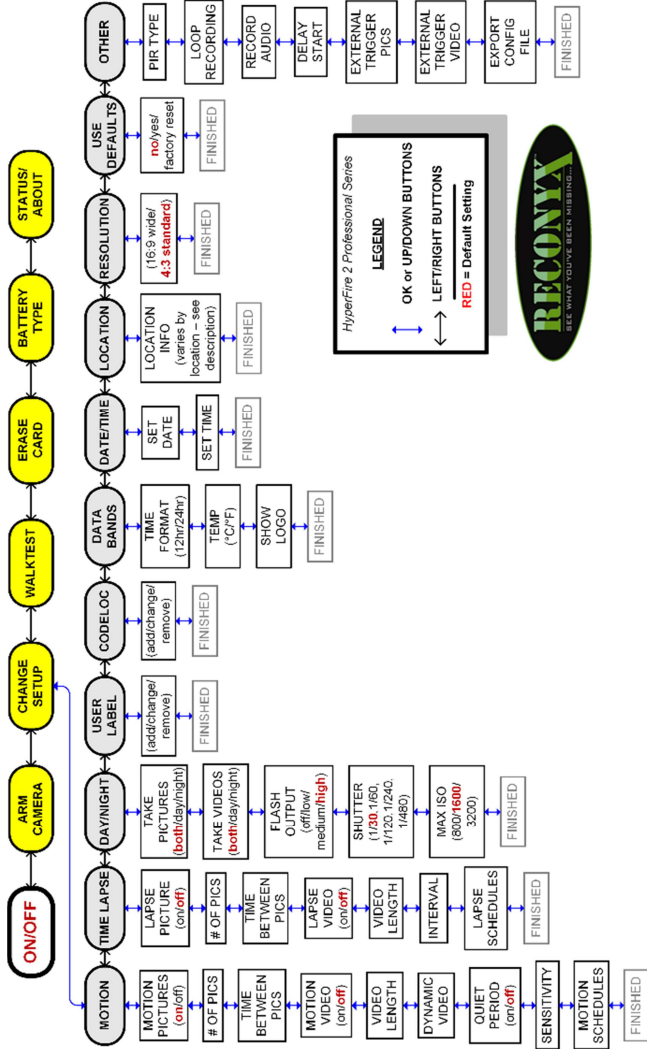 ON/OFF
ARM
CAMERA
CHANGE
SETUP
WALKTEST
ERASE
CARD
BATTERY
TYPE
STATUS/
ABOUT
MOTION
MOTION
PICTURES
(on/off)
# OF PICS
TIME
BETWEEN
PICS
MOTION
VIDEO
(on/off)
VIDEO
LENGTH
DYNAMIC
VIDEO
QUIET
PERIOD
(on/off)
SENSITIVITY
MOTION
SCHEDULES
FINISHED
TIME LAPSE
LAPSE
PICTURE
(on/off)
# OF PICS
TIME
BETWEEN
PICS
LAPSE
VIDEO
(on/off)
VIDEO
LENGTH
INTERVAL
LAPSE
SCHEDULES
FINISHED
DAY/NIGHT
TAKE
PICTURES
(both/day/night)
TAKE VIDEOS
(both/day/night)
FLASH
OUTPUT
(off/low/
medium/high)
SHUTTER
(1/30, 1/60,
1/120. 1/240.
1/480)
MAX ISO
(800/1600/
3200)
FINISHED
USER
LABEL
(add/change/
remove)
FINISHED
CODELOC
(add/change/
remove)
FINISHED
DATA
BANDS
TIME
FORMAT
(12hr/24hr)
TEMP
(°C/°F)
SHOW
LOGO
FINISHED
DATE/TIME
SET
DATE
SET TIME
FINISHED
LOCATION
LOCATION
INFO
(varies by
location – see
description)
FINISHED
RESOLUTION
(16:9 wide/
4:3 standard)
FINISHED
USE
DEFAULTS
no/yes/
factory reset
FINISHED
OTHER
PIR TYPE
LOOP
RECORDING
RECORD
AUDIO
DELAY
START
EXTERNAL
TRIGGER
PICS
EXTERNAL
TRIGGER
VIDEO
EXPORT
CONFIG
FILE
FINISHED
HyperFire 2 Professional Series
LEGEND
OK or UP/DOWN BUTTONS
LEFT/RIGHT BUTTONS
RED = Default Setting
RECONYX
SEE WHAT YOU'VE BEEN MISSING...